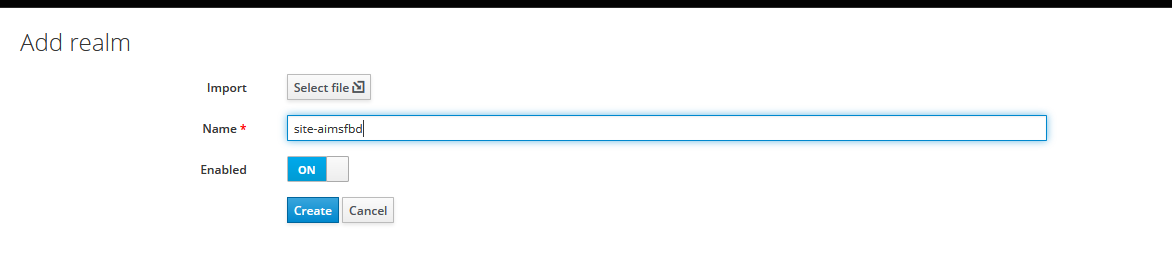 Add realm
Import Select file
Name * site-aimsfbd
Enabled ON
Create Cancel